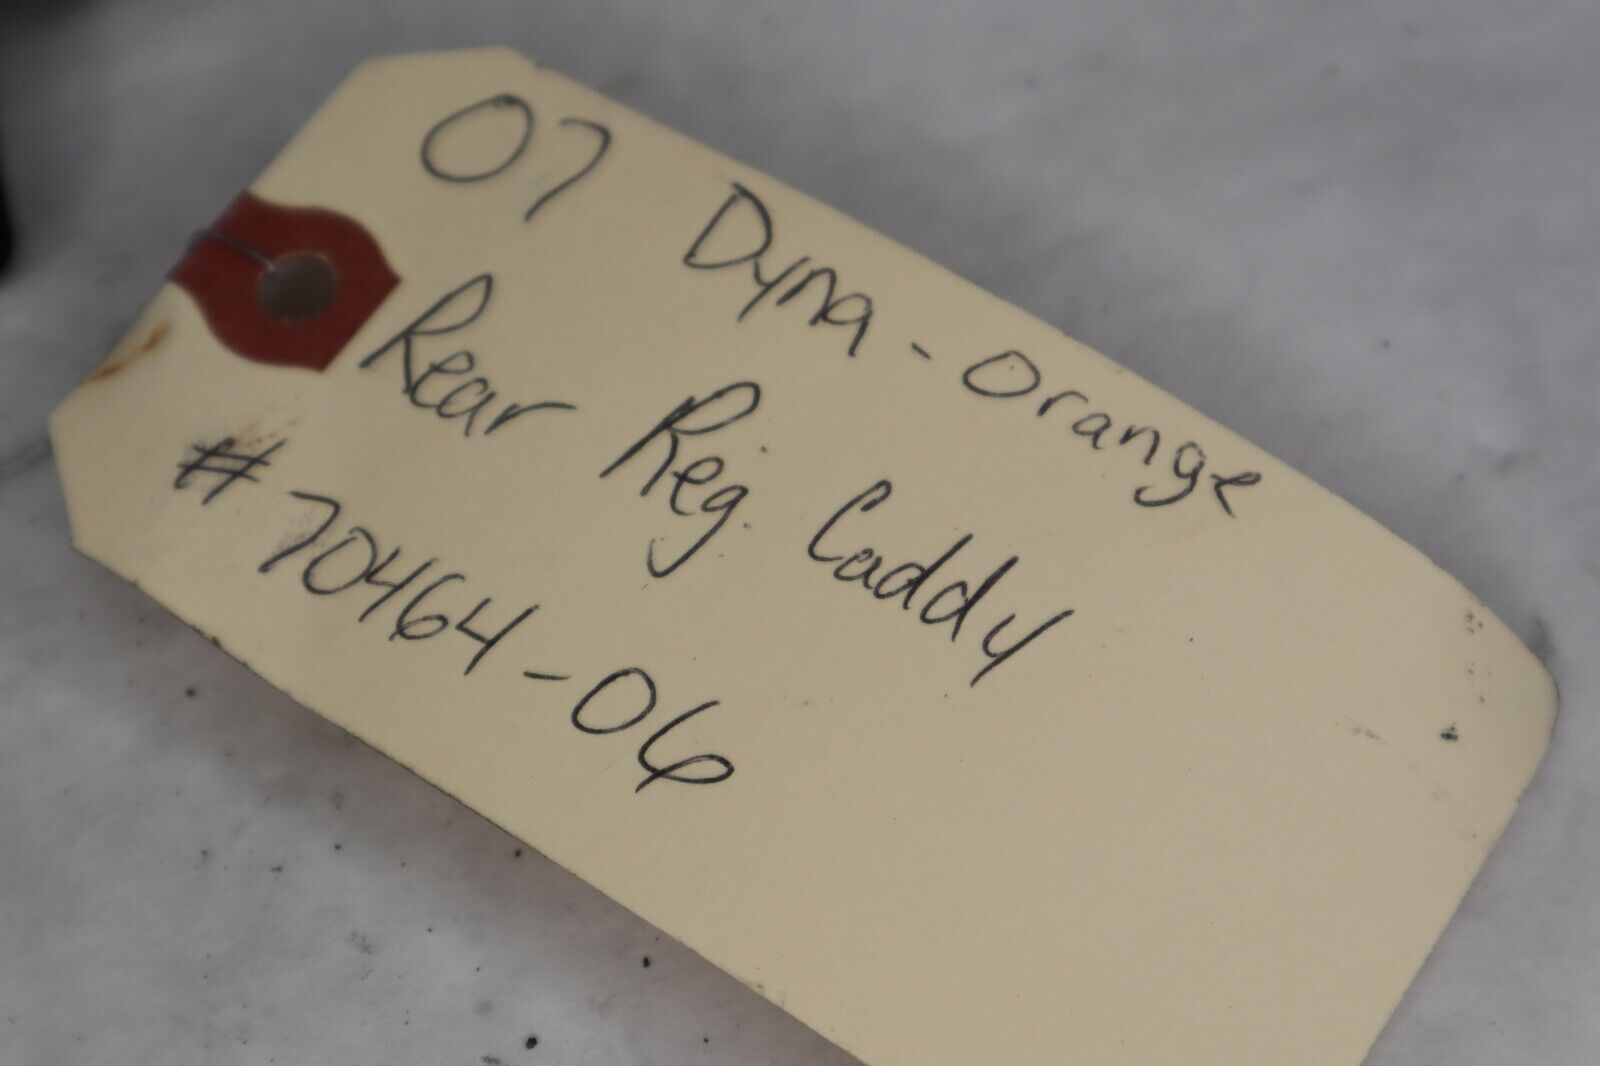 07 Dyna - Orange
Rear Reg. Caddy
# 70464-06